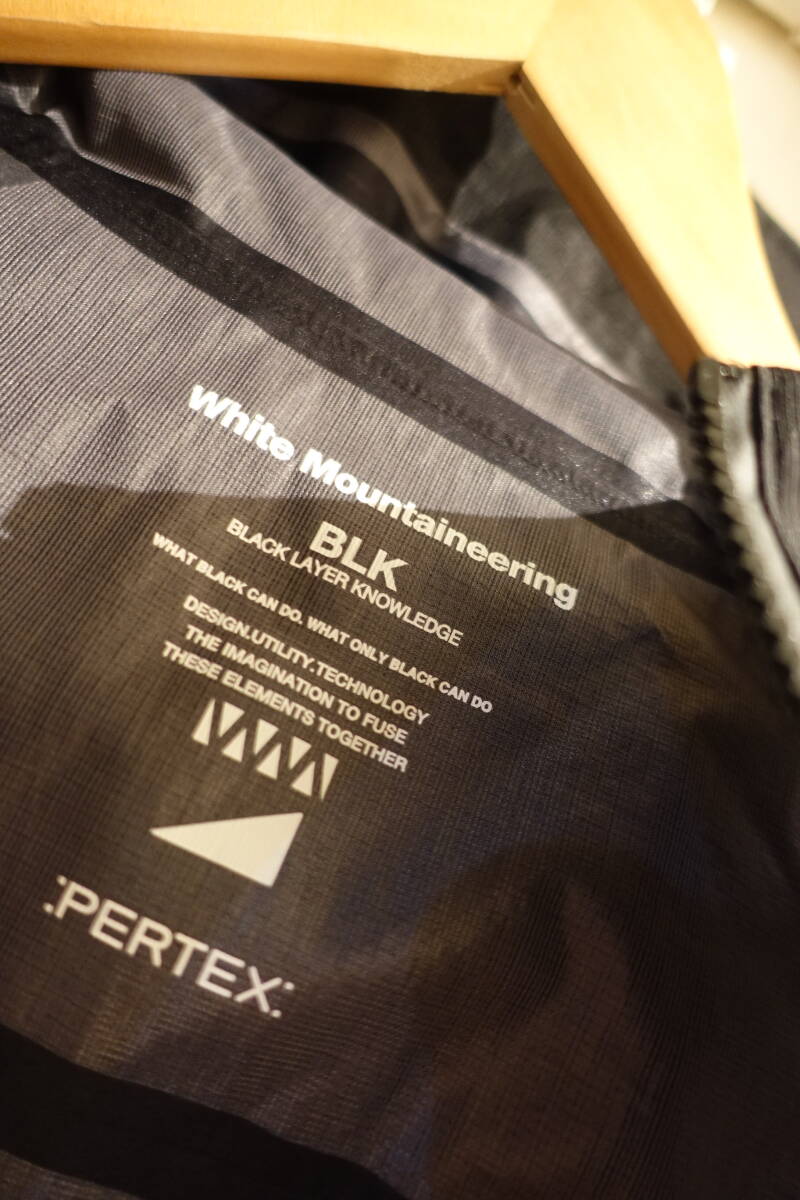 White Mountaineering
BLK
BLACK LAYER KNOWLEDGE
WHAT BLACK CAN DO. WHAT ONLY BLACK CAN DO
DESIGN.UTILITY.TECHNOLOGY
THE IMAGINATION TO FUSE
THESE ELEMENTS TOGETHER
:PERTEX: